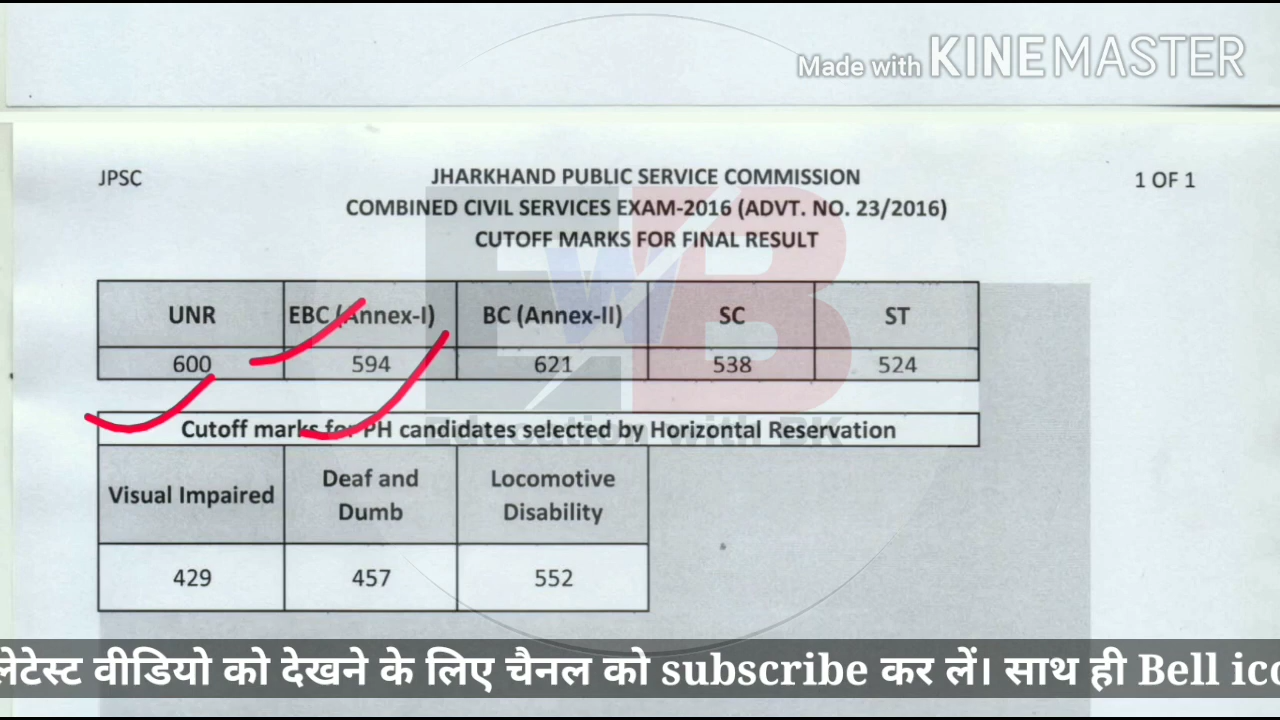 Made with KINEMASTER
JPSC
JHARKHAND PUBLIC SERVICE COMMISSION
1 OF 1
COMBINED CIVIL SERVICES EXAM-2016 (ADVT. NO. 23/2016)
CUTOFF MARKS FOR FINAL RESULT
UNR EBC (Annex-I) BC (Annex-II) SC ST
600 594 621 538 524
Cutoff marks for PH candidates selected by Horizontal Reservation
Education with BK
Visual Impaired Deaf and Dumb Locomotive Disability
429 457 552
लेटेस्ट वीडियो को देखने के लिए चैनल को subscribe कर लें। साथ ही Bell